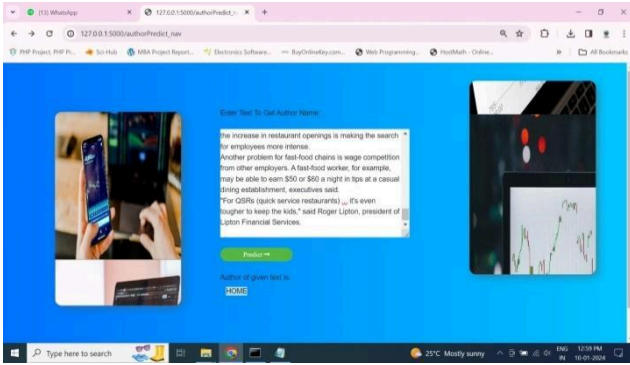 (13) WhatsApp
127.0.0.1:5000/authorPredict_n
127.0.0.1:5000/authorPredict_nav
PHP Project, PHP Pr...
Sci-Hub
MBA Project Report...
Electronics Software...
BuyOnlineKey.com...
Web Programming...
HostMath - Online...
All Bookmarks
Enter Text To Get Author Name:
the increase in restaurant openings is making the search
for employees more intense.
Another problem for fast-food chains is wage competition
from other employers. A fast-food worker, for example,
may be able to earn $50 or $60 a night in tips at a casual
dining establishment, executives said.
"For QSRs (quick service restaurants) ... it's even
tougher to keep the kids," said Roger Lipton, president of
Lipton Financial Services.
Predict
Author of given text is:
HOME
Type here to search
25°C Mostly sunny
ENG
IN
12:59 PM
10-01-2024